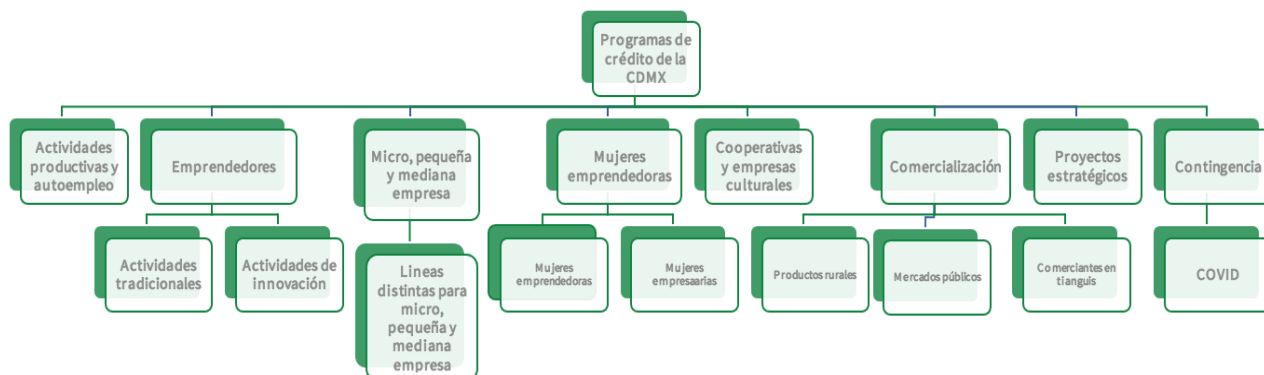 Programas de
crédito de la
CDMX
Actividades
productivas y
autoempleo
Emprendedores
Micro, pequeña
y mediana
empresa
Mujeres
emprendedoras
Cooperativas
y empresas
culturales
Comercialización
Proyectos
estratégicos
Contingencia
Actividades
tradicionales
Actividades de
innovación
Lineas
distintas para
micro,
pequeña y
mediana
empresa
Mujeres
emprendedoras
Mujeres
empresaarias
Productos rurales
Mercados públicos
Comerciantes en
tianguis
COVID